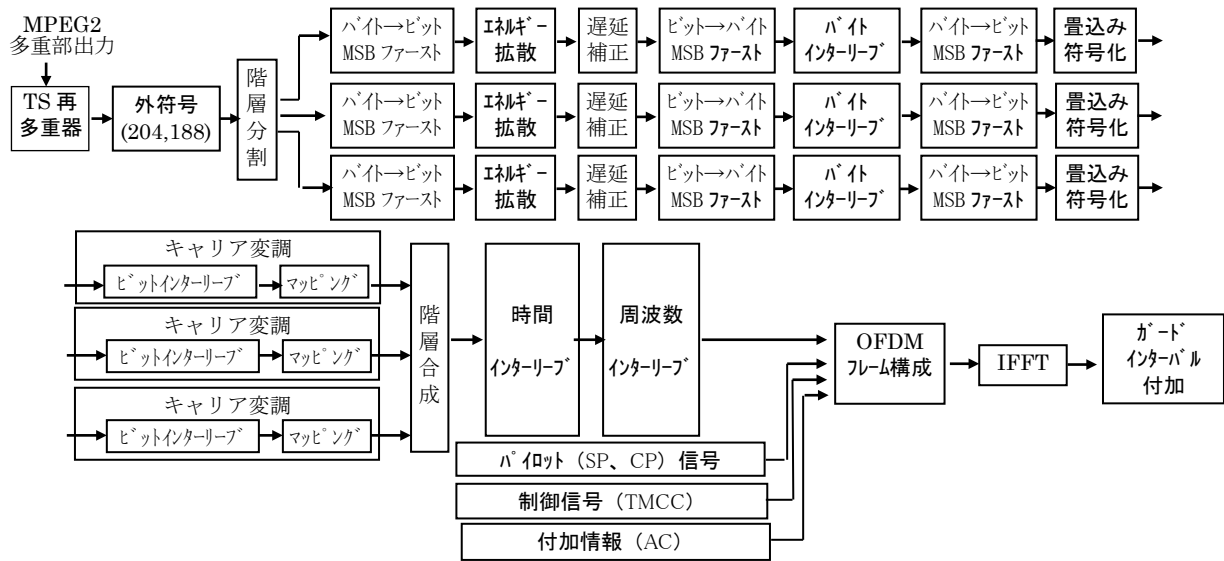 MPEG2
多重部出力
TS 再
多重器
外符号
(204,188)
階層分割
バイト→ビット
MSB ファースト
エネルギー
拡散
遅延
補正
ビット→バイト
MSB ファースト
バイト
インターリーブ
バイト→ビット
MSB ファースト
畳込み
符号化
バイト→ビット
MSB ファースト
エネルギー
拡散
遅延
補正
ビット→バイト
MSB ファースト
バイト
インターリーブ
バイト→ビット
MSB ファースト
畳込み
符号化
バイト→ビット
MSB ファースト
エネルギー
拡散
遅延
補正
ビット→バイト
MSB ファースト
バイト
インターリーブ
バイト→ビット
MSB ファースト
畳込み
符号化
キャリア変調
ビットインターリーブ
マッピング
キャリア変調
ビットインターリーブ
マッピング
キャリア変調
ビットインターリーブ
マッピング
階層合成
時間
インターリーブ
周波数
インターリーブ
OFDM
フレーム構成
IFFT
ガード
インターバル
付加
パイロット(SP、CP)信号
制御信号(TMCC)
付加情報(AC)